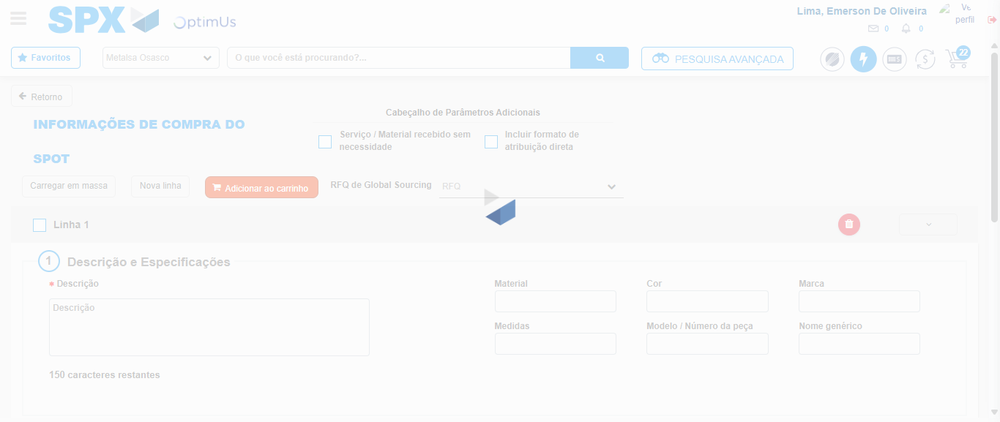 SPX
OptimUs
Lima, Emerson De Oliveira
Ve
perfil
0
0
Favoritos
Metalsa Osasco
O que você está procurando?...
PESQUISA AVANÇADA
22
Retorno
INFORMAÇÕES DE COMPRA DO
SPOT
Cabeçalho de Parâmetros Adicionais
Serviço / Material recebido sem
necessidade
Incluir formato de
atribuição direta
Carregar em massa
Nova linha
Adicionar ao carrinho
RFQ de Global Sourcing
RFQ
Linha 1
1
Descrição e Especificações
* Descrição
Material
Cor
Marca
Descrição
Medidas
Modelo / Número da peça
Nome genérico
150 caracteres restantes